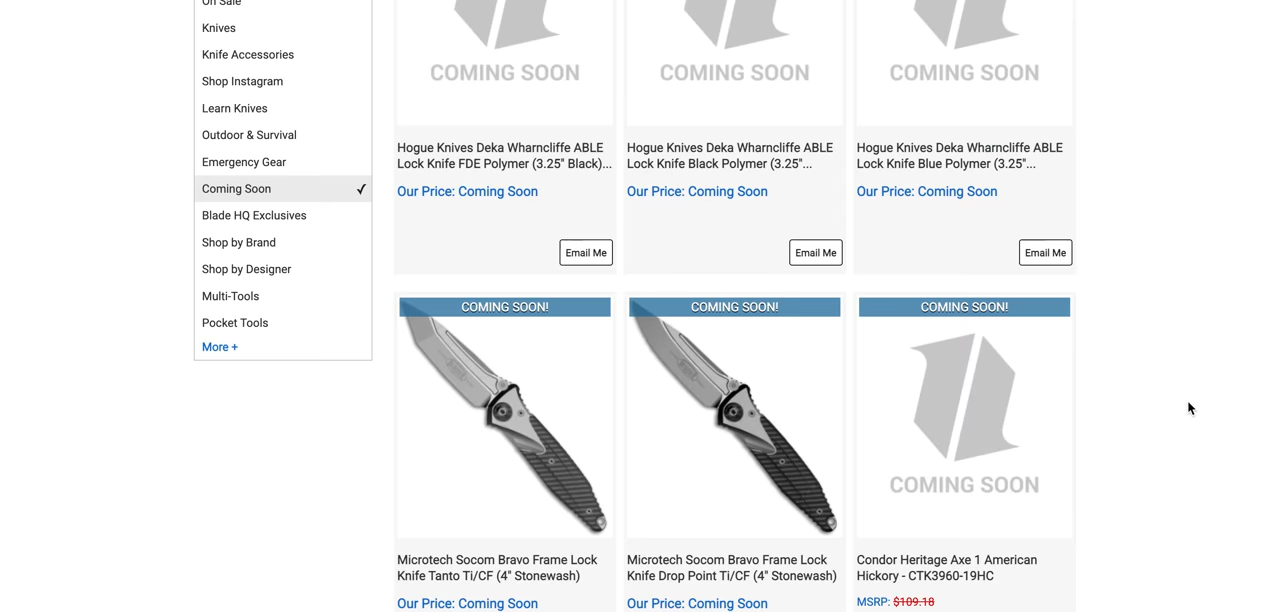 On Sale
Knives
Knife Accessories
Shop Instagram
Learn Knives
Outdoor & Survival
Emergency Gear
Coming Soon ✓
Blade HQ Exclusives
Shop by Brand
Shop by Designer
Multi-Tools
Pocket Tools
More +
COMING SOON
COMING SOON
COMING SOON
Hogue Knives Deka Wharncliffe ABLE
Lock Knife FDE Polymer (3.25" Black)...
Our Price: Coming Soon
Email Me
Hogue Knives Deka Wharncliffe ABLE
Lock Knife Black Polymer (3.25"...
Our Price: Coming Soon
Email Me
Hogue Knives Deka Wharncliffe ABLE
Lock Knife Blue Polymer (3.25"...
Our Price: Coming Soon
Email Me
COMING SOON!
Microtech Socom Bravo Frame Lock
Knife Tanto Ti/CF (4" Stonewash)
Our Price: Coming Soon
COMING SOON!
Microtech Socom Bravo Frame Lock
Knife Drop Point Ti/CF (4" Stonewash)
Our Price: Coming Soon
COMING SOON!
COMING SOON
Condor Heritage Axe 1 American
Hickory - CTK3960-19HC
MSRP: $109.18